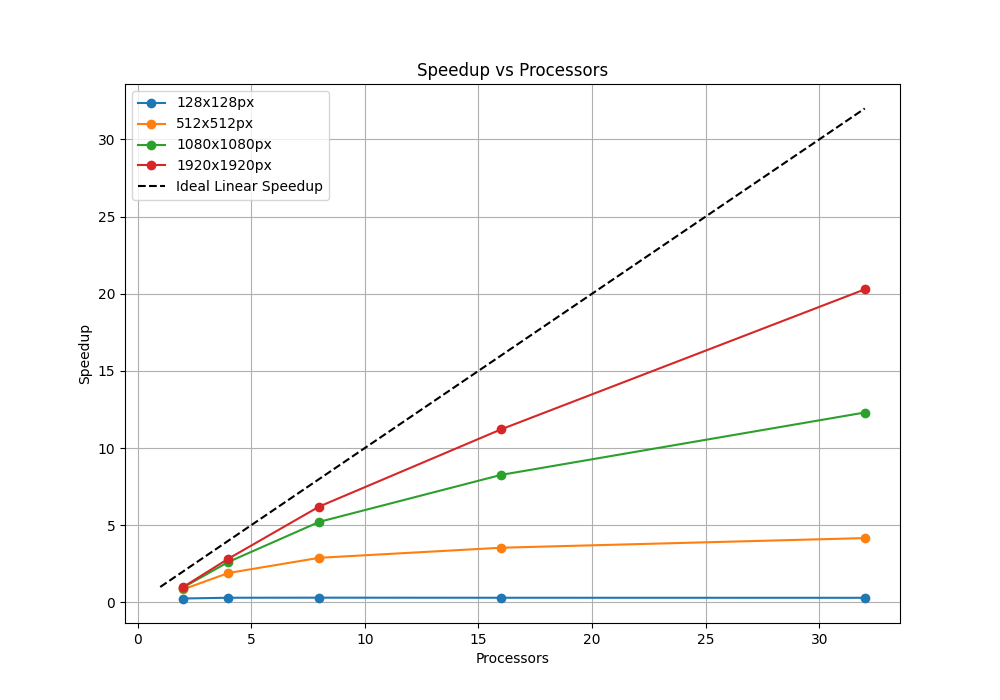 Speedup vs Processors
128x128px
512x512px
1080x1080px
1920x1920px
Ideal Linear Speedup
30
25
20
15
10
5
0
Speedup
0 5 10 15 20 25 30
Processors